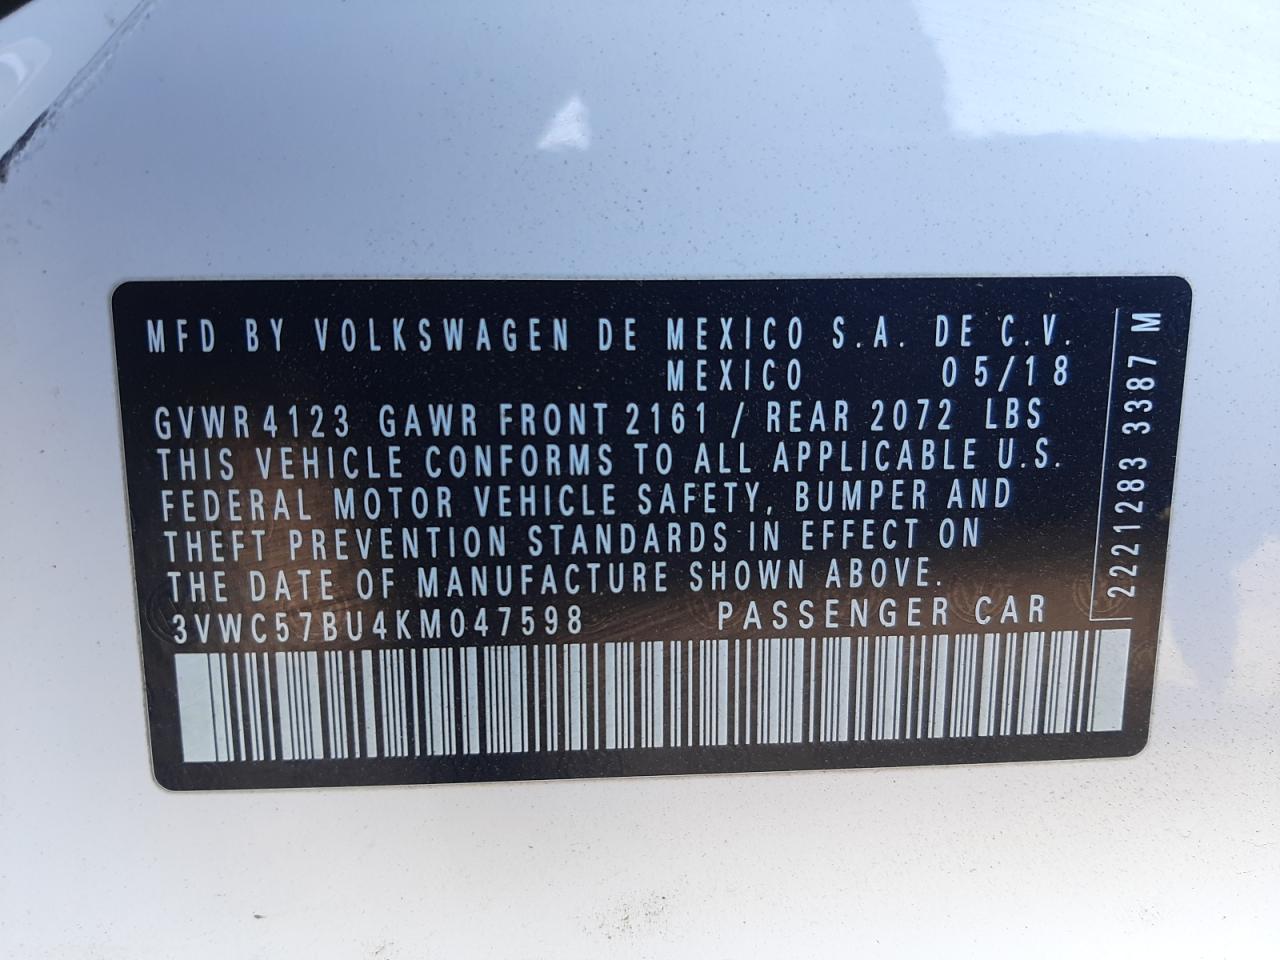 MFD BY VOLKSWAGEN DE MEXICO S.A. DE C.V.
MEXICO 05/18
GVWR 4123 GAWR FRONT 2161 / REAR 2072 LBS
THIS VEHICLE CONFORMS TO ALL APPLICABLE U.S.
FEDERAL MOTOR VEHICLE SAFETY, BUMPER AND
THEFT PREVENTION STANDARDS IN EFFECT ON
THE DATE OF MANUFACTURE SHOWN ABOVE.
3VWC57BU4KM047598 PASSENGER CAR
2221283 3387 M